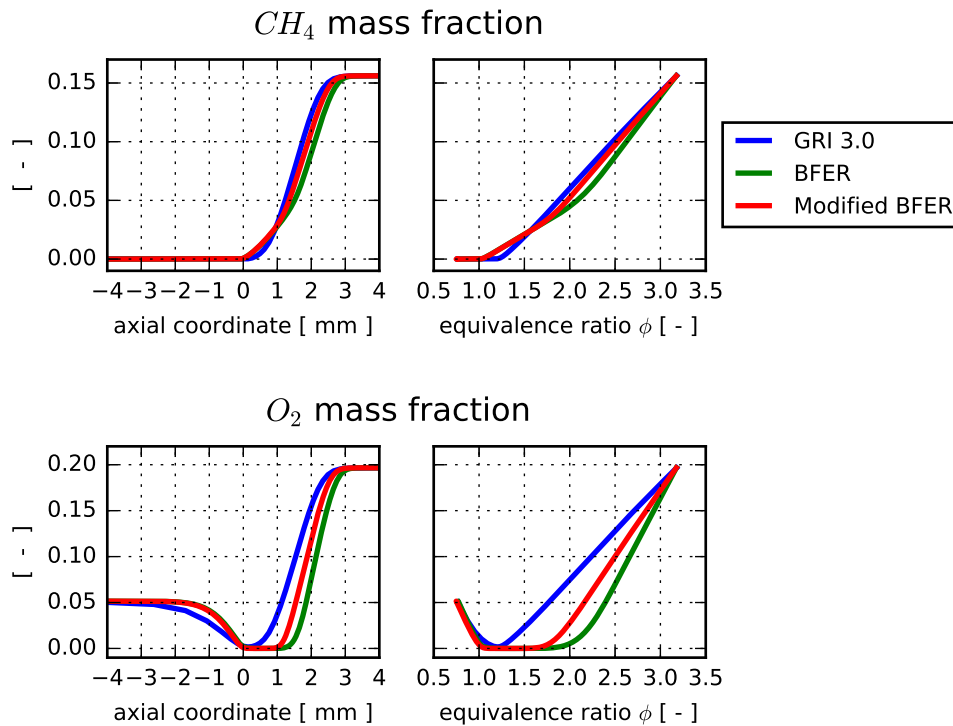 CH₄ mass fraction
0.15
0.10
0.05
0.00
[ - ]
−4 −3 −2 −1 0 1 2 3 4
axial coordinate [ mm ]
0.5 1.0 1.5 2.0 2.5 3.0 3.5
equivalence ratio ϕ [ - ]
GRI 3.0
BFER
Modified BFER
O₂ mass fraction
0.20
0.15
0.10
0.05
0.00
[ - ]
−4 −3 −2 −1 0 1 2 3 4
axial coordinate [ mm ]
0.5 1.0 1.5 2.0 2.5 3.0 3.5
equivalence ratio ϕ [ - ]